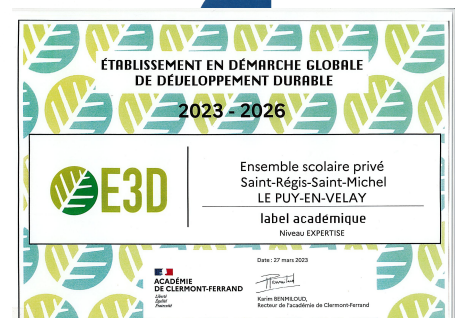 ÉTABLISSEMENT EN DÉMARCHE GLOBALE
DE DÉVELOPPEMENT DURABLE
2023 - 2026
E3D
Ensemble scolaire privé
Saint-Régis-Saint-Michel
LE PUY-EN-VELAY
label académique
Niveau EXPERTISE
Date : 27 mars 2023
ACADÉMIE
DE CLERMONT-FERRAND
Liberté
Égalité
Fraternité
Karim BENMILOUD,
Recteur de l'académie de Clermont-Ferrand